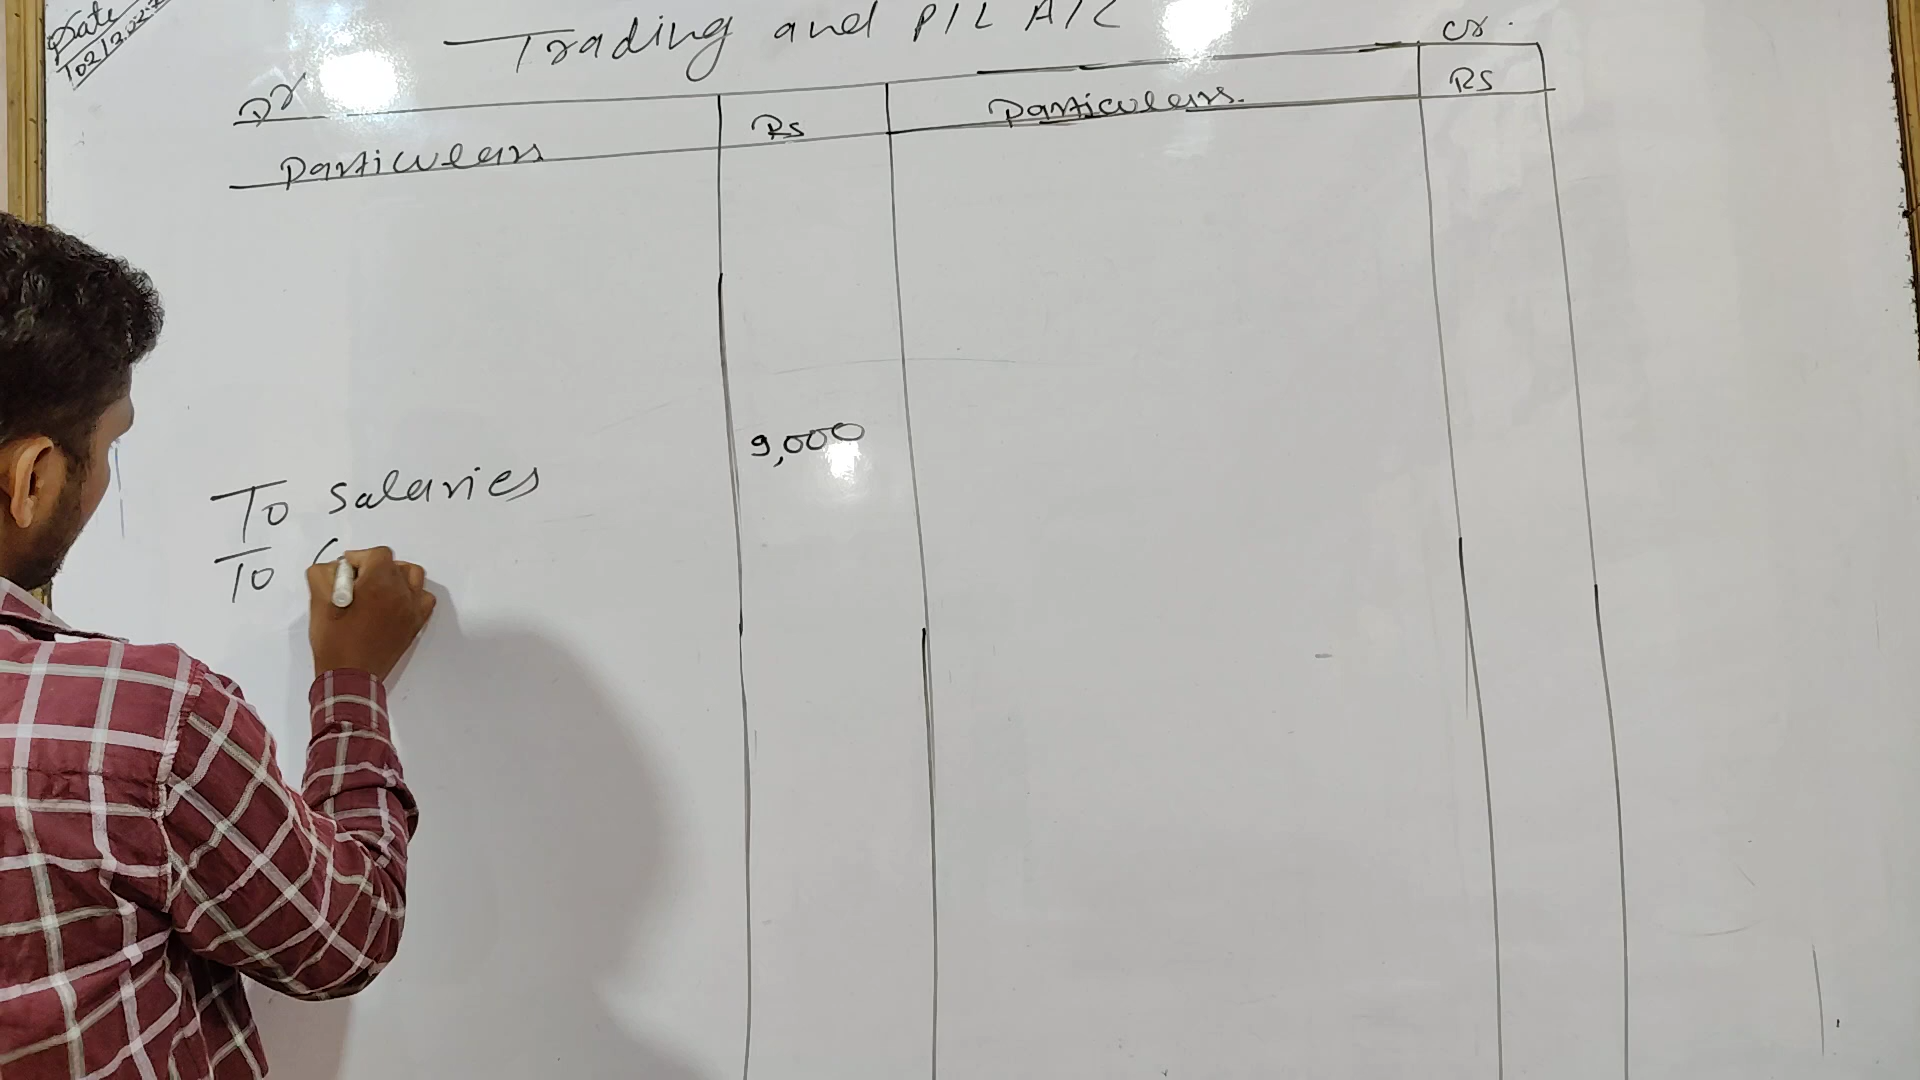 Date
Trading and P/L A/C
Dr
Cr.
Particulars
Rs
Particulars.
Rs
9,000
To Salaries
To